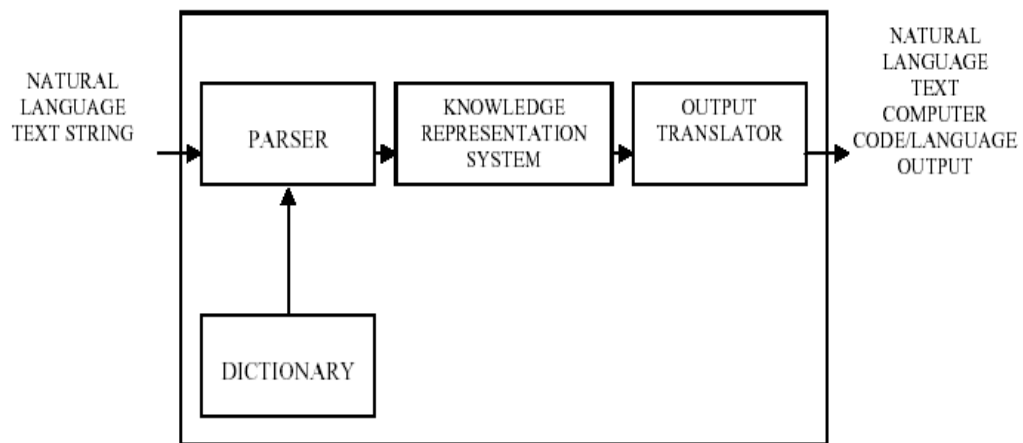 NATURAL
LANGUAGE
TEXT STRING
PARSER
KNOWLEDGE
REPRESENTATION
SYSTEM
OUTPUT
TRANSLATOR
NATURAL
LANGUAGE
TEXT
COMPUTER
CODE/LANGUAGE
OUTPUT
DICTIONARY